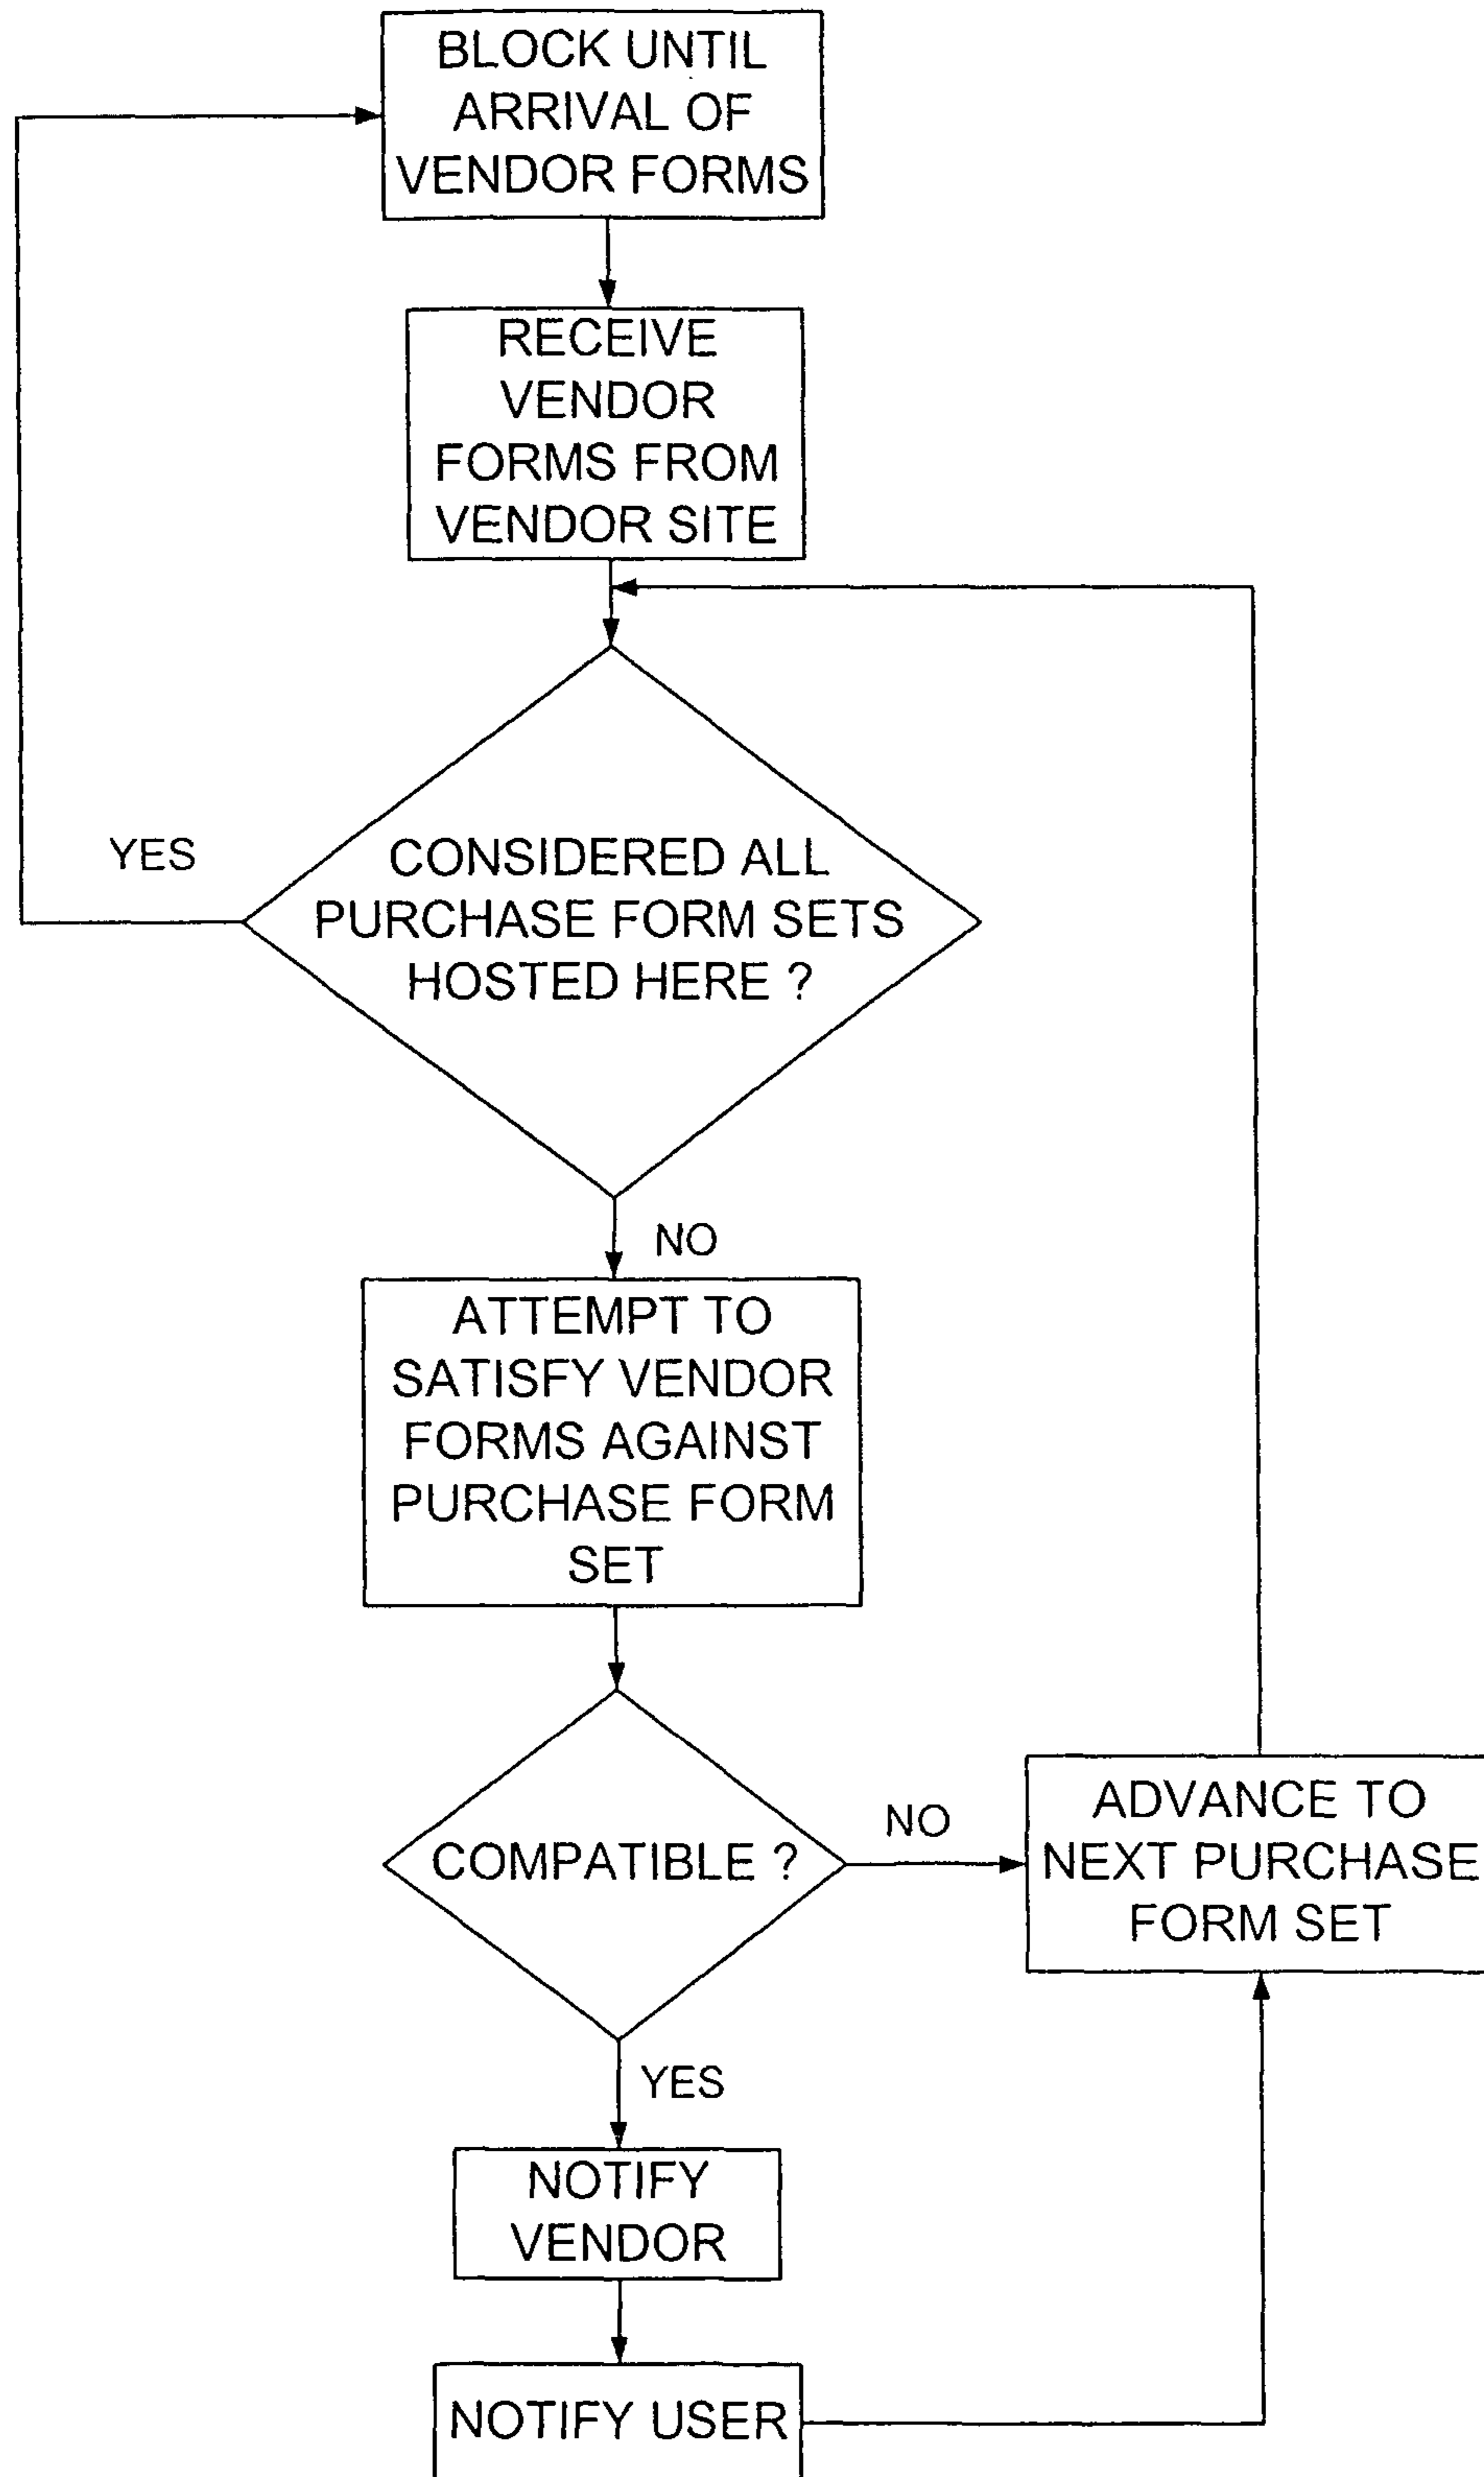 BLOCK UNTIL
ARRIVAL OF
VENDOR FORMS
RECEIVE
VENDOR
FORMS FROM
VENDOR SITE
YES
CONSIDERED ALL
PURCHASE FORM SETS
HOSTED HERE ?
NO
ATTEMPT TO
SATISFY VENDOR
FORMS AGAINST
PURCHASE FORM
SET
COMPATIBLE ?
NO
ADVANCE TO
NEXT PURCHASE
FORM SET
YES
NOTIFY
VENDOR
NOTIFY USER